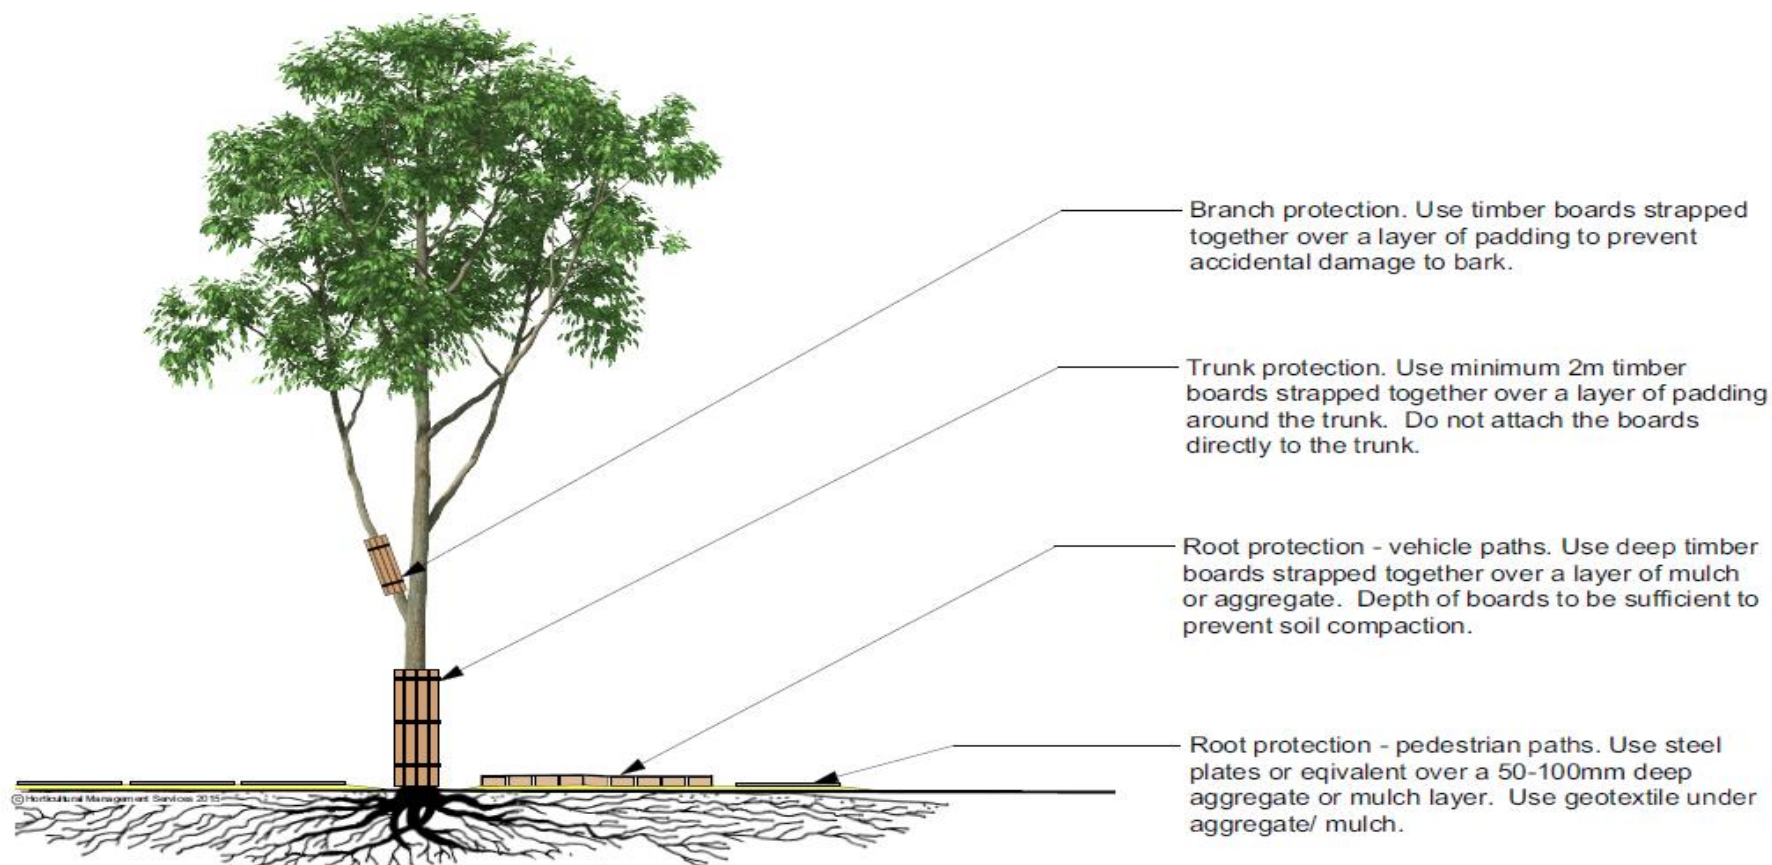 Branch protection. Use timber boards strapped
together over a layer of padding to prevent
accidental damage to bark.
Trunk protection. Use minimum 2m timber
boards strapped together over a layer of padding
around the trunk. Do not attach the boards
directly to the trunk.
Root protection - vehicle paths. Use deep timber
boards strapped together over a layer of mulch
or aggregate. Depth of boards to be sufficient to
prevent soil compaction.
Root protection - pedestrian paths. Use steel
plates or eqivalent over a 50-100mm deep
aggregate or mulch layer. Use geotextile under
aggregate/ mulch.
© Horticultural Management Services 2015